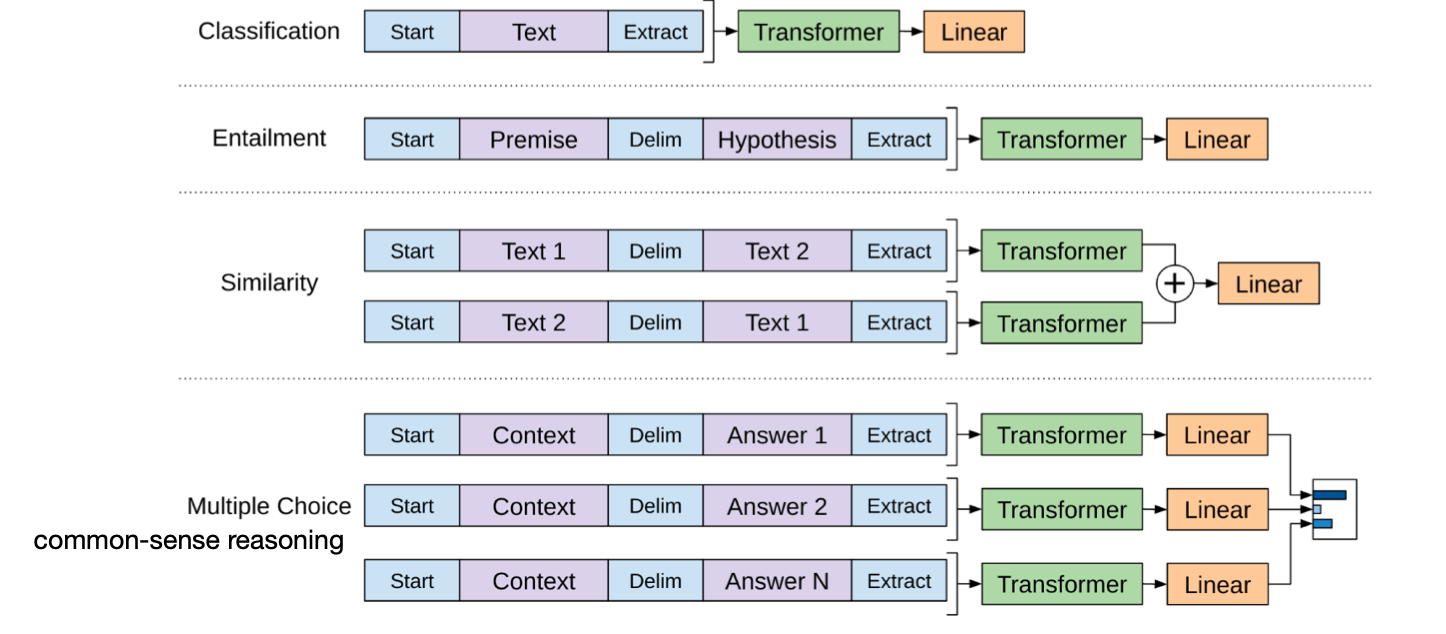 Classification Start Text Extract Transformer Linear
Entailment Start Premise Delim Hypothesis Extract Transformer Linear
Similarity
Start Text 1 Delim Text 2 Extract Transformer
+ Linear
Start Text 2 Delim Text 1 Extract Transformer
Multiple Choice
common-sense reasoning
Start Context Delim Answer 1 Extract Transformer Linear
Start Context Delim Answer 2 Extract Transformer Linear
Start Context Delim Answer N Extract Transformer Linear